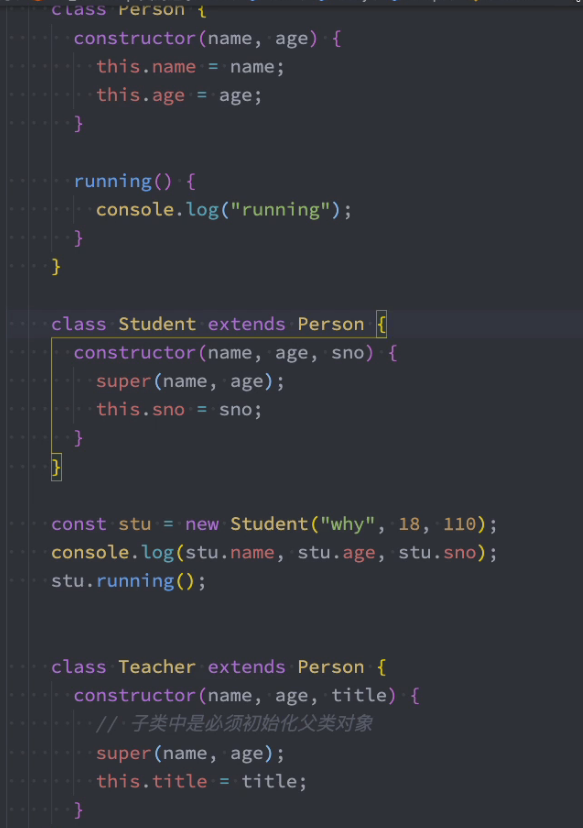 class Person {
constructor(name, age) {
this.name = name;
this.age = age;
}
running() {
console.log("running");
}
}
class Student extends Person {
constructor(name, age, sno) {
super(name, age);
this.sno = sno;
}
}
const stu = new Student("why", 18, 110);
console.log(stu.name, stu.age, stu.sno);
stu.running();
class Teacher extends Person {
constructor(name, age, title) {
// 子类中是必须初始化父类对象
super(name, age);
this.title = title;
}